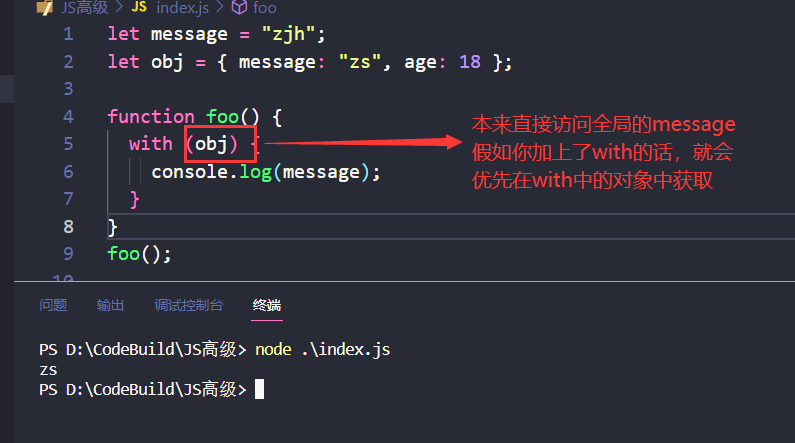 JS高级 > JS index.js > foo
1 let message = "zjh";
2 let obj = { message: "zs", age: 18 };
3
4 function foo() {
5 with (obj) {
6 console.log(message);
7 }
8 }
9 foo();
10
本来直接访问全局的message
假如你加上了with的话，就会
优先在with中的对象中获取
问题 输出 调试控制台 终端
PS D:\CodeBuild\JS高级> node .\index.js
zs
PS D:\CodeBuild\JS高级>